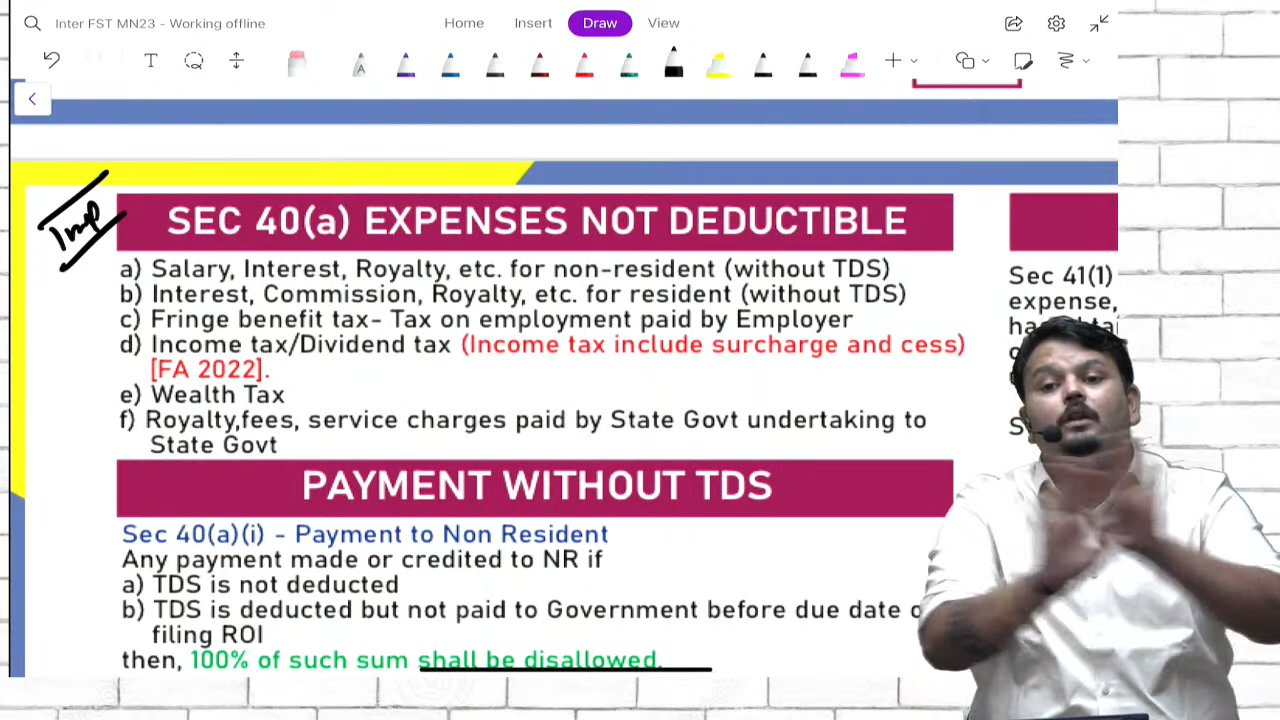 Inter FST MN23 - Working offline
Home
Insert
Draw
View
T
A
Imp
SEC 40(a) EXPENSES NOT DEDUCTIBLE
a) Salary, Interest, Royalty, etc. for non-resident (without TDS)
b) Interest, Commission, Royalty, etc. for resident (without TDS)
c) Fringe benefit tax- Tax on employment paid by Employer
d) Income tax/Dividend tax (Income tax include surcharge and cess)
[FA 2022].
e) Wealth Tax
f) Royalty,fees, service charges paid by State Govt undertaking to
State Govt
PAYMENT WITHOUT TDS
Sec 40(a)(i) - Payment to Non Resident
Any payment made or credited to NR if
a) TDS is not deducted
b) TDS is deducted but not paid to Government before due date
filing ROI
then, 100% of such sum shall be disallowed.
Sec 41(1)
expense,